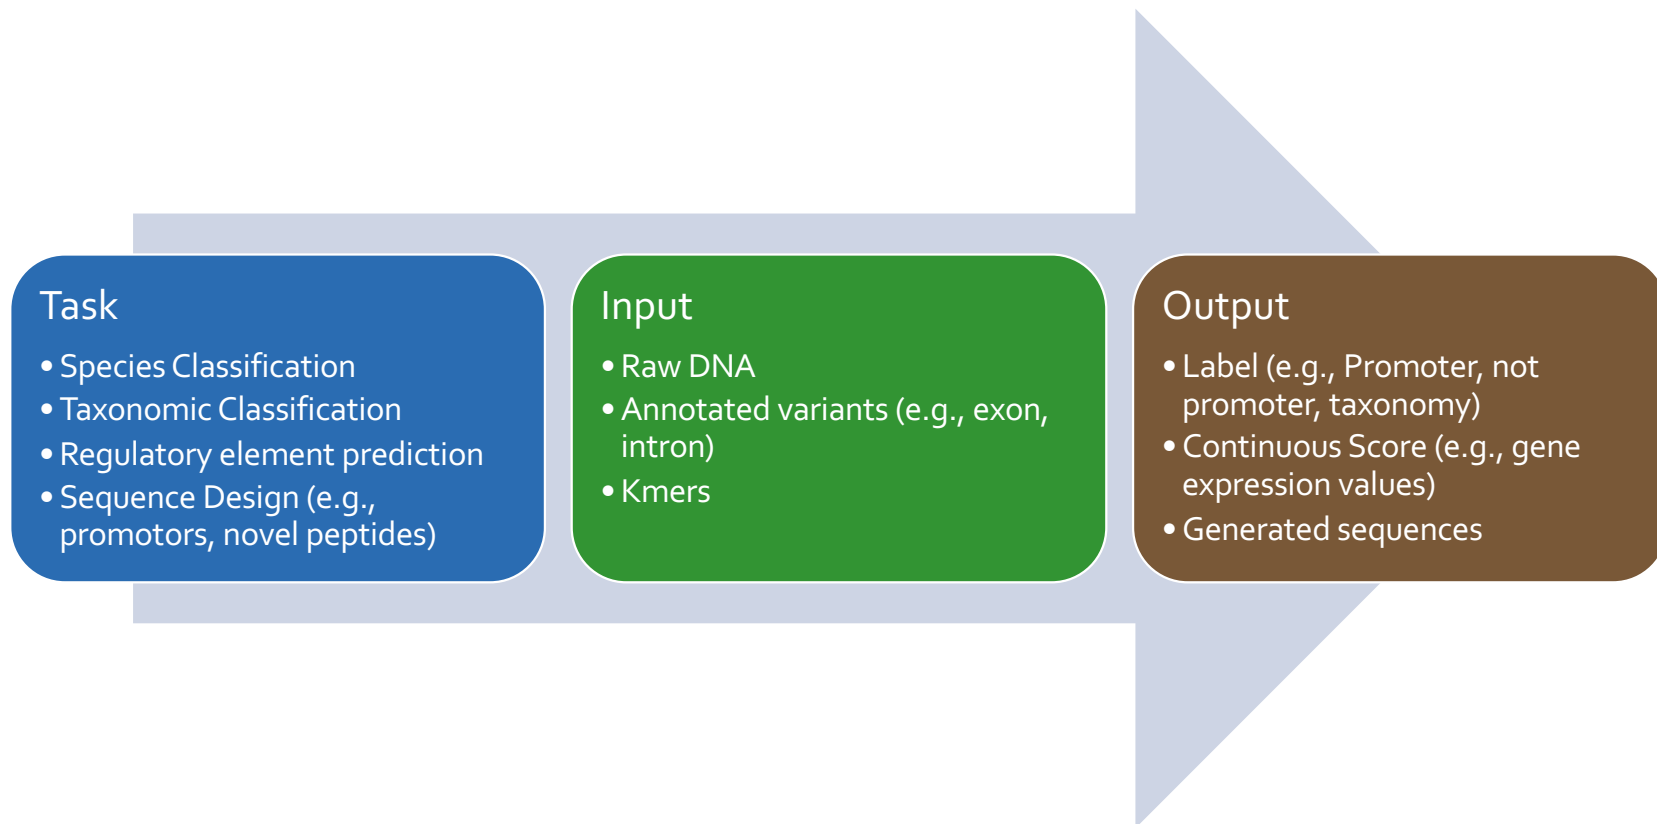 Task
• Species Classification
• Taxonomic Classification
• Regulatory element prediction
• Sequence Design (e.g.,
promotors, novel peptides)
Input
• Raw DNA
• Annotated variants (e.g., exon,
intron)
• Kmers
Output
• Label (e.g., Promoter, not
promoter, taxonomy)
• Continuous Score (e.g., gene
expression values)
• Generated sequences